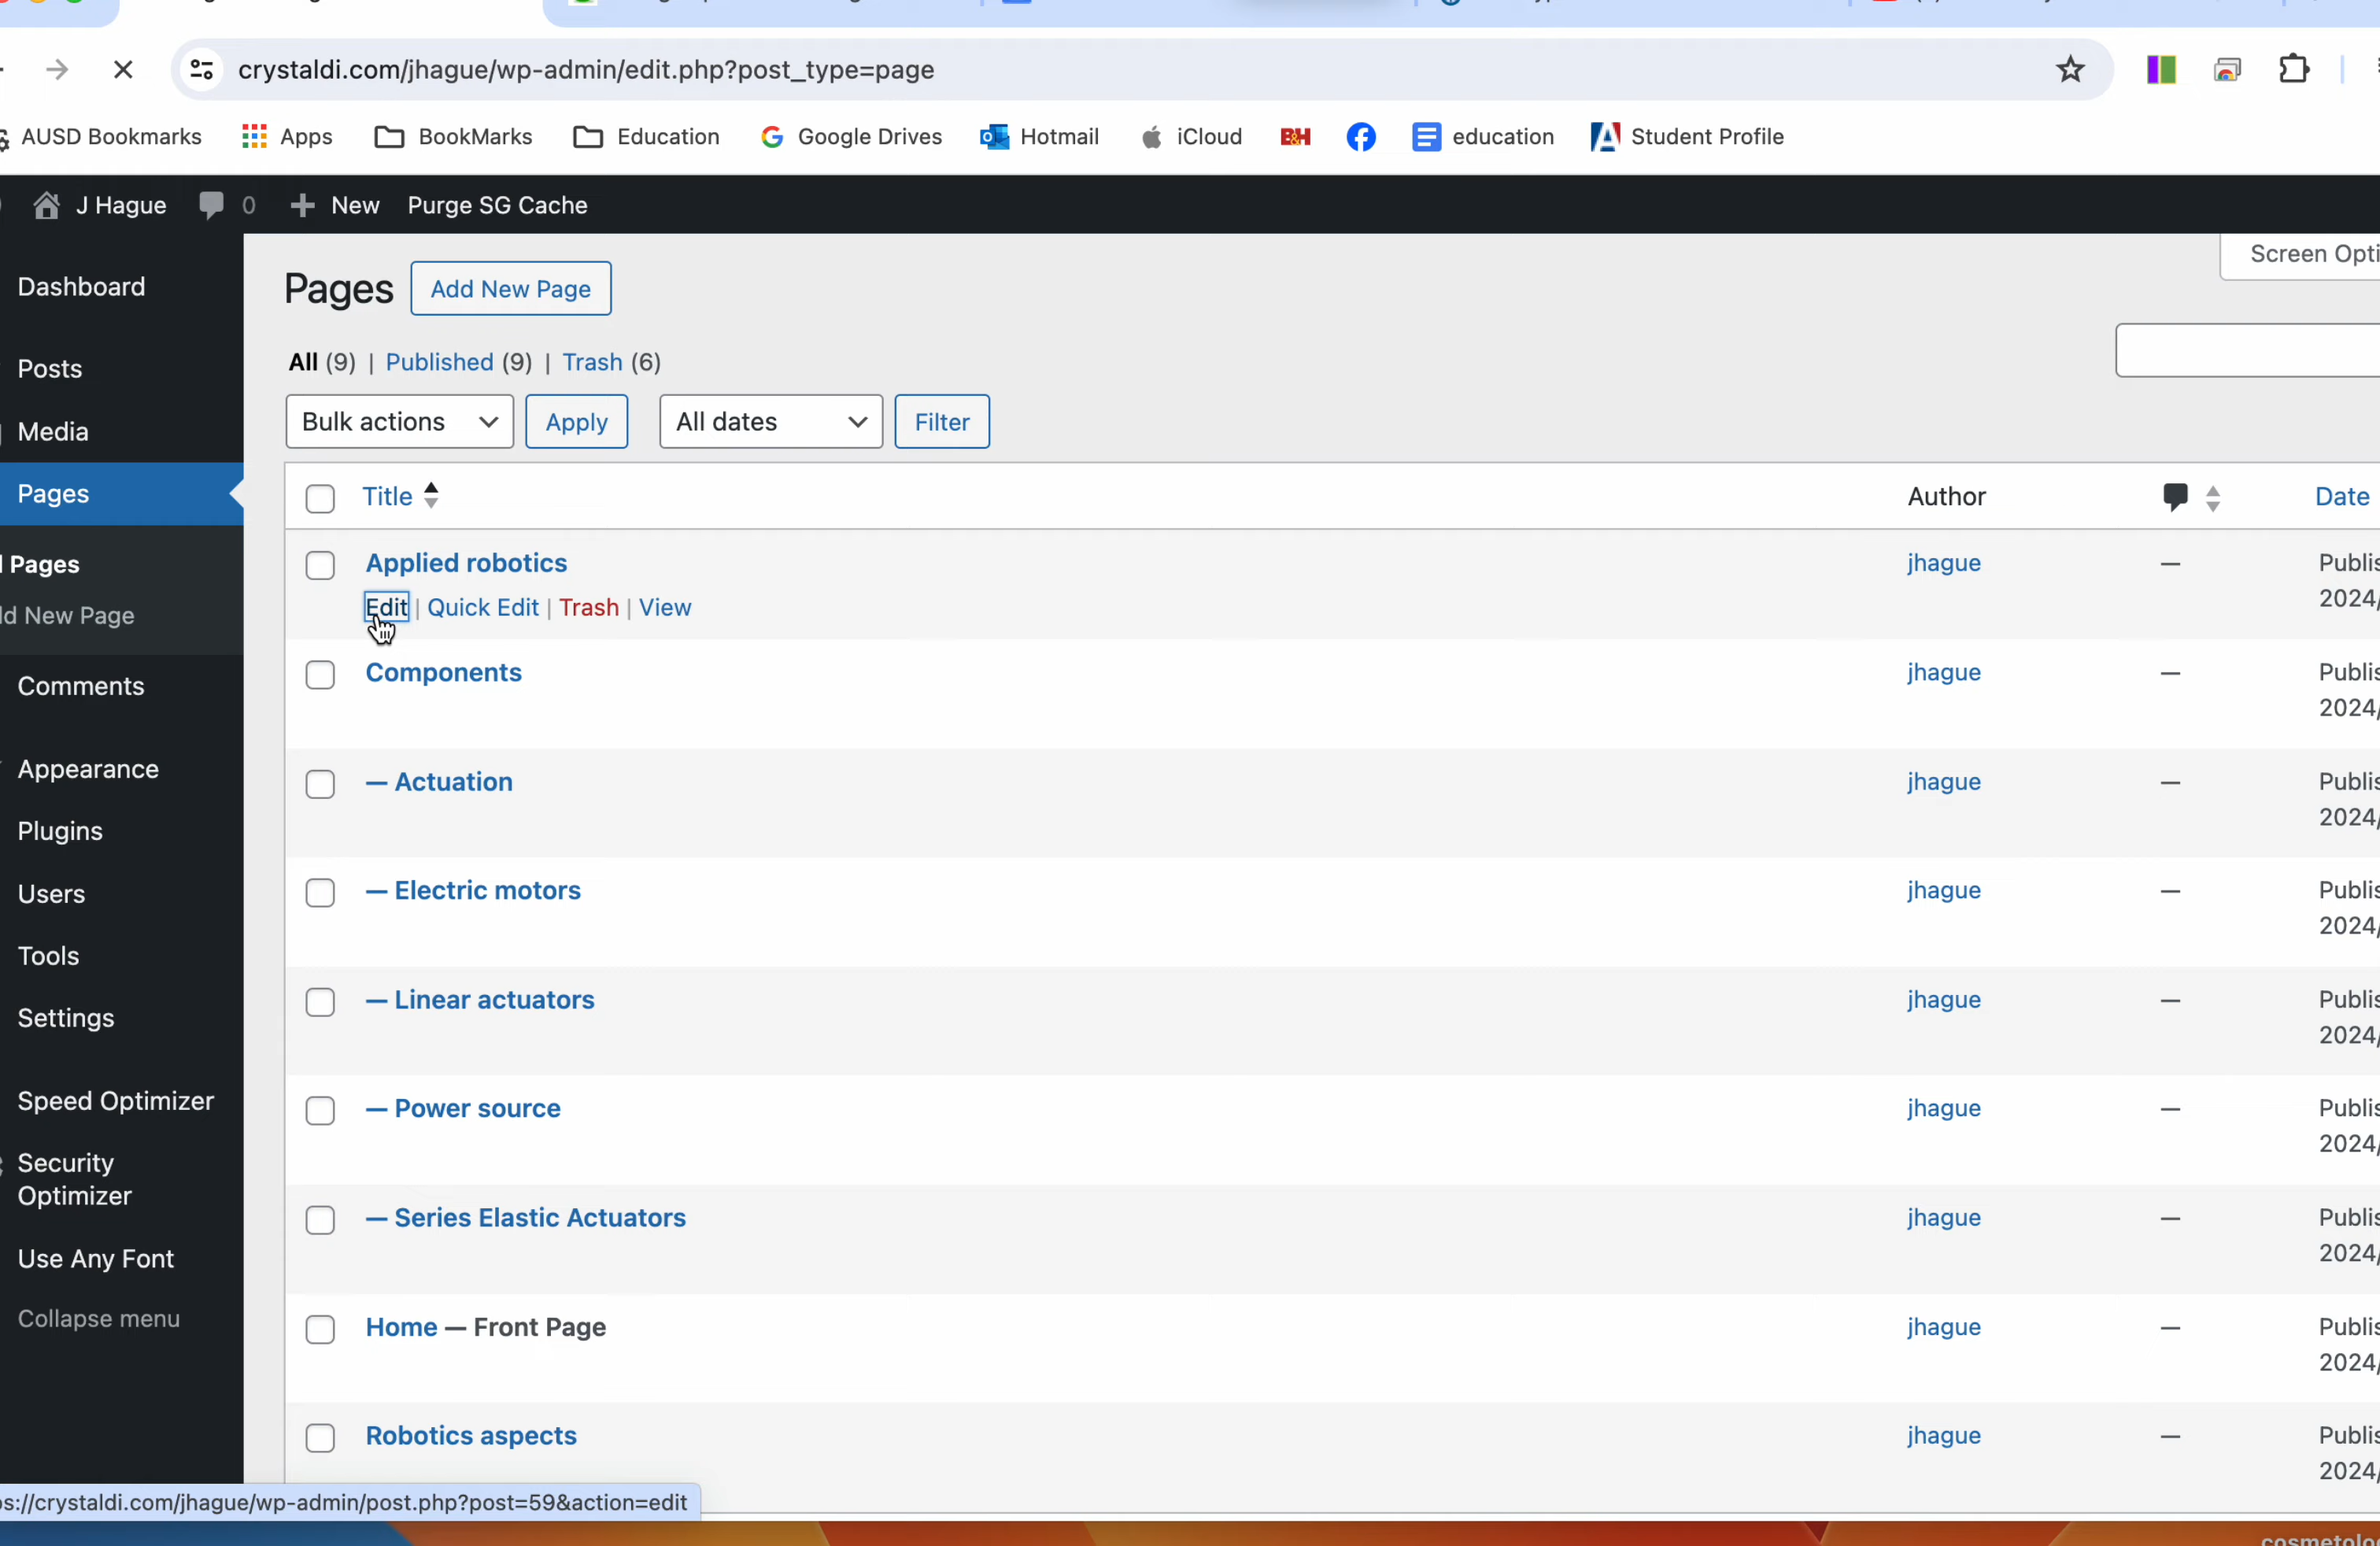 crystaldi.com/jhague/wp-admin/edit.php?post_type=page
AUSD Bookmarks Apps BookMarks Education Google Drives Hotmail iCloud B&H education Student Profile
J Hague 0 New Purge SG Cache
Screen Opti
Dashboard
Posts
Media
Pages
Pages
New Page
Comments
Appearance
Plugins
Users
Tools
Settings
Speed Optimizer
Security
Optimizer
Use Any Font
Collapse menu
Pages Add New Page
All (9) | Published (9) | Trash (6)
Bulk actions Apply All dates Filter
Title Author Date
Applied robotics jhague — Publis
Edit | Quick Edit | Trash | View 2024/
Components jhague — Publis
2024/
— Actuation jhague — Publis
2024/
— Electric motors jhague — Publis
2024/
— Linear actuators jhague — Publis
2024/
— Power source jhague — Publis
2024/
— Series Elastic Actuators jhague — Publis
2024/
Home — Front Page jhague — Publis
2024/
Robotics aspects jhague — Publis
2024/
ps://crystaldi.com/jhague/wp-admin/post.php?post=59&action=edit